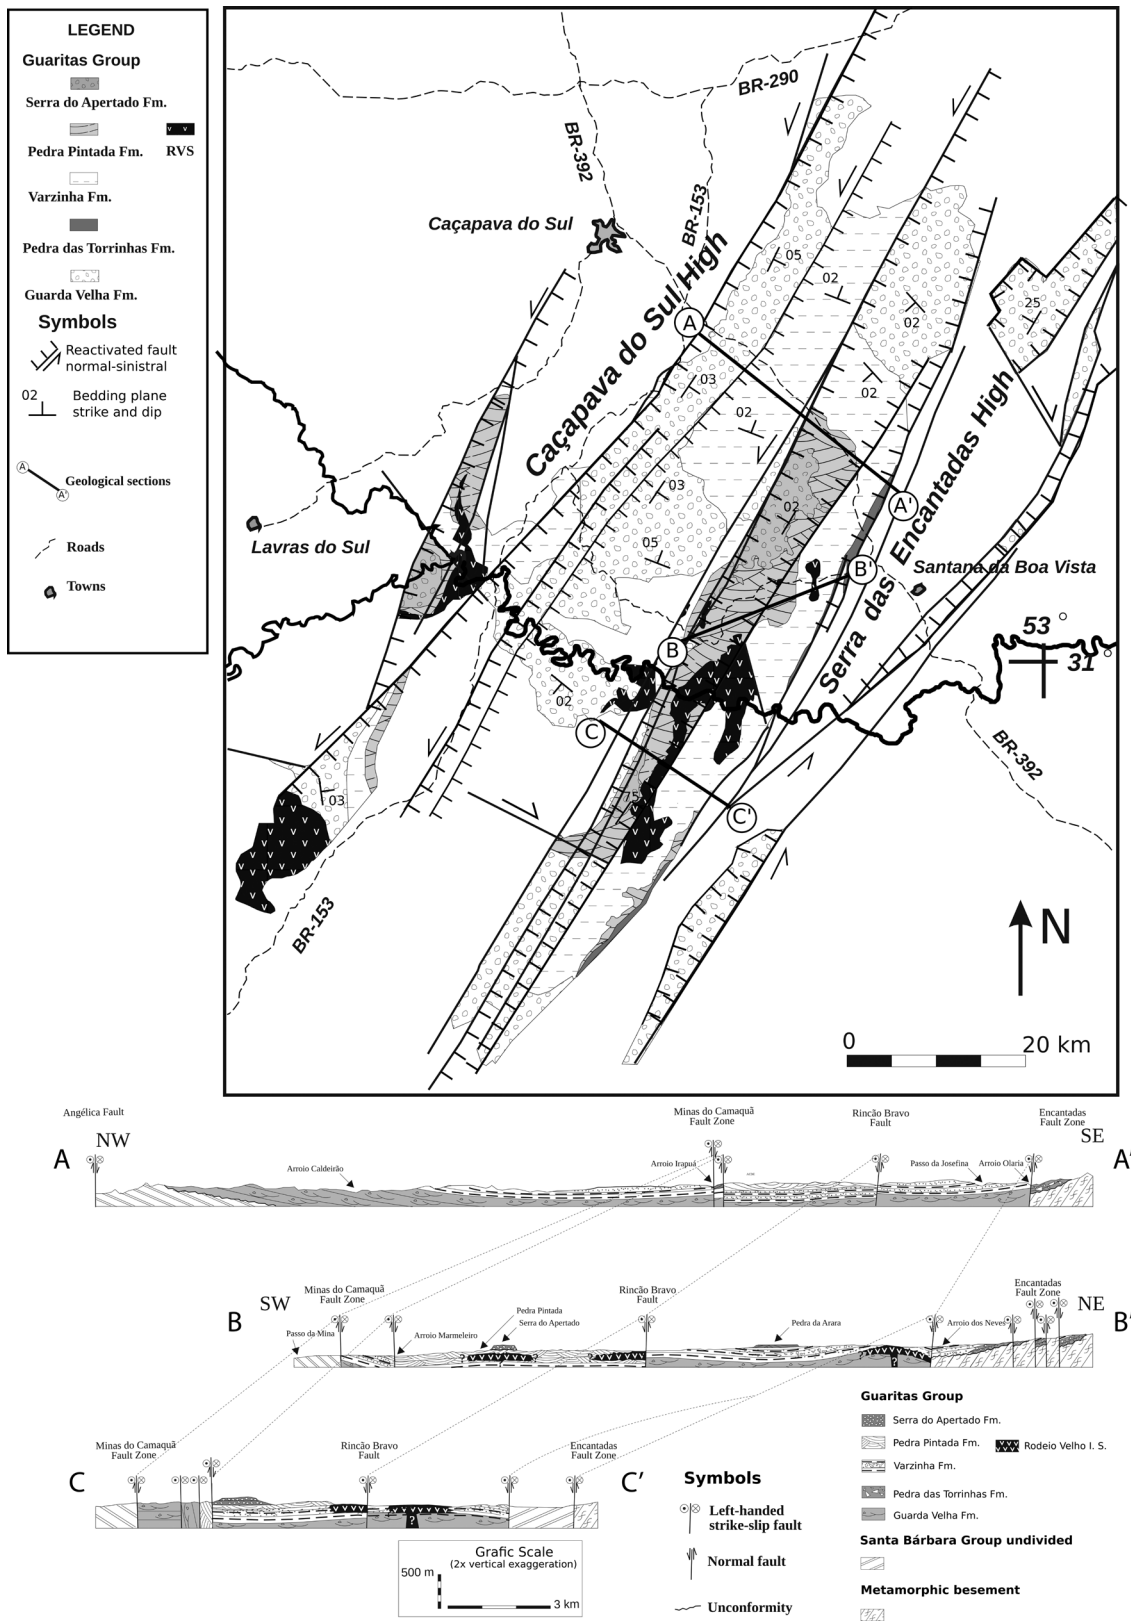 LEGEND
Guaritas Group
Serra do Apertado Fm.
Pedra Pintada Fm.
RVS
Varzinha Fm.
Pedra das Torrinhas Fm.
Guarda Velha Fm.
Symbols
Reactivated fault
normal-sinistral
02
Bedding plane
strike and dip
A
A'
Geological sections
Roads
Towns
BR-290
BR-392
BR-153
Caçapava do Sul
Caçapava do Sul High
05
02
02
25
A
03
02
02
Serra das Encantadas High
03
02
A'
Lavras do Sul
05
B'
Santana da Boa Vista
53
31
B
02
C
BR-392
75
03
C'
BR-153
N
0
20 km
Angélica Fault
Minas do Camaquã
Fault Zone
Rincão Bravo
Fault
Encantadas
Fault Zone
NW
SE
A
A'
Arroio Caldeirão
Arroio Irapuá
Passo da Josefina
Arroio Olaria
Minas do Camaquã
Fault Zone
Rincão Bravo
Fault
Encantadas
Fault Zone
SW
NE
B
B'
Pedra Pintada
Serra do Apertado
Passo da Mina
Arroio Marmeleiro
Pedra da Arara
Arroio dos Neves
?
?
?
?
?
?
Minas do Camaquã
Fault Zone
Rincão Bravo
Fault
Encantadas
Fault Zone
C
C'
?
Grafic Scale
(2x vertical exaggeration)
500 m
3 km
Symbols
Left-handed
strike-slip fault
Normal fault
Unconformity
Guaritas Group
Serra do Apertado Fm.
Pedra Pintada Fm.
Rodeio Velho I. S.
Varzinha Fm.
Pedra das Torrinhas Fm.
Guarda Velha Fm.
Santa Bárbara Group undivided
Metamorphic besement